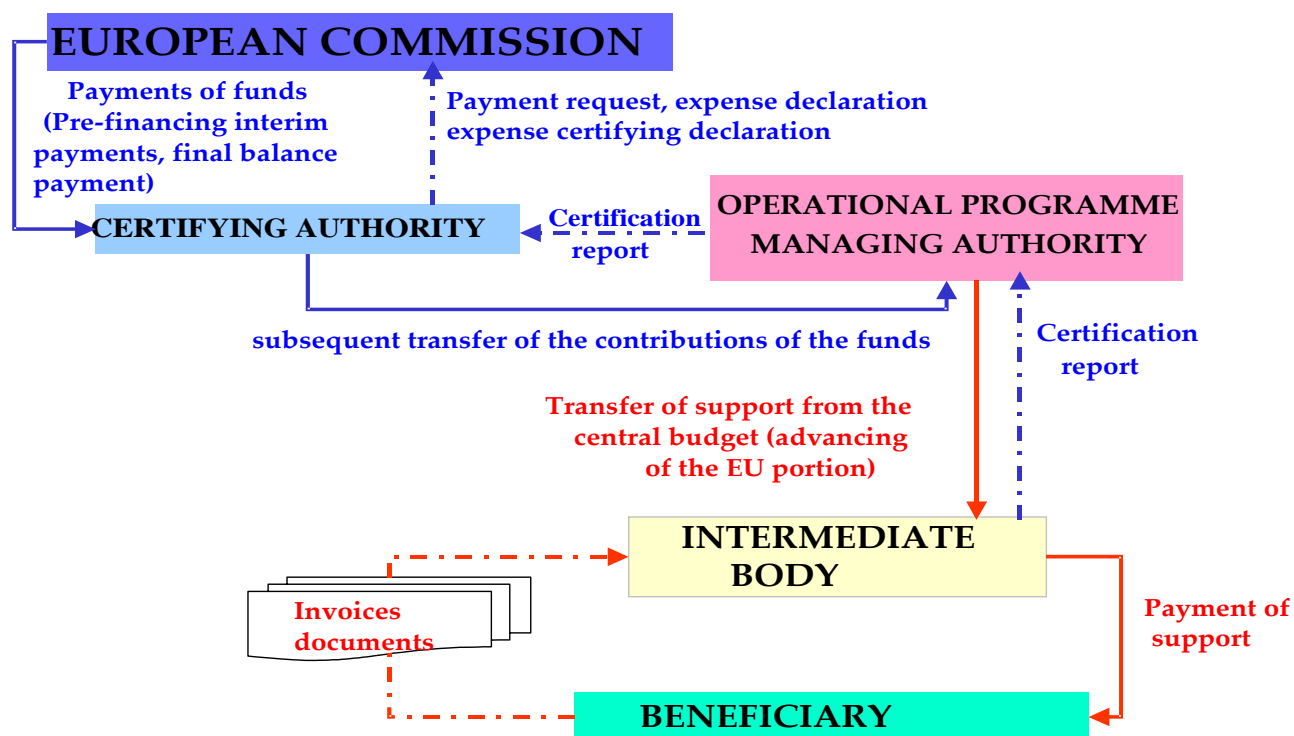 EUROPEAN COMMISSION
Payments of funds
(Pre-financing interim
payments, final balance
payment)
Payment request, expense declaration
expense certifying declaration
CERTIFYING AUTHORITY
Certification
report
OPERATIONAL PROGRAMME
MANAGING AUTHORITY
subsequent transfer of the contributions of the funds
Certification
report
Transfer of support from the
central budget (advancing
of the EU portion)
INTERMEDIATE
BODY
Invoices
documents
Payment of
support
BENEFICIARY